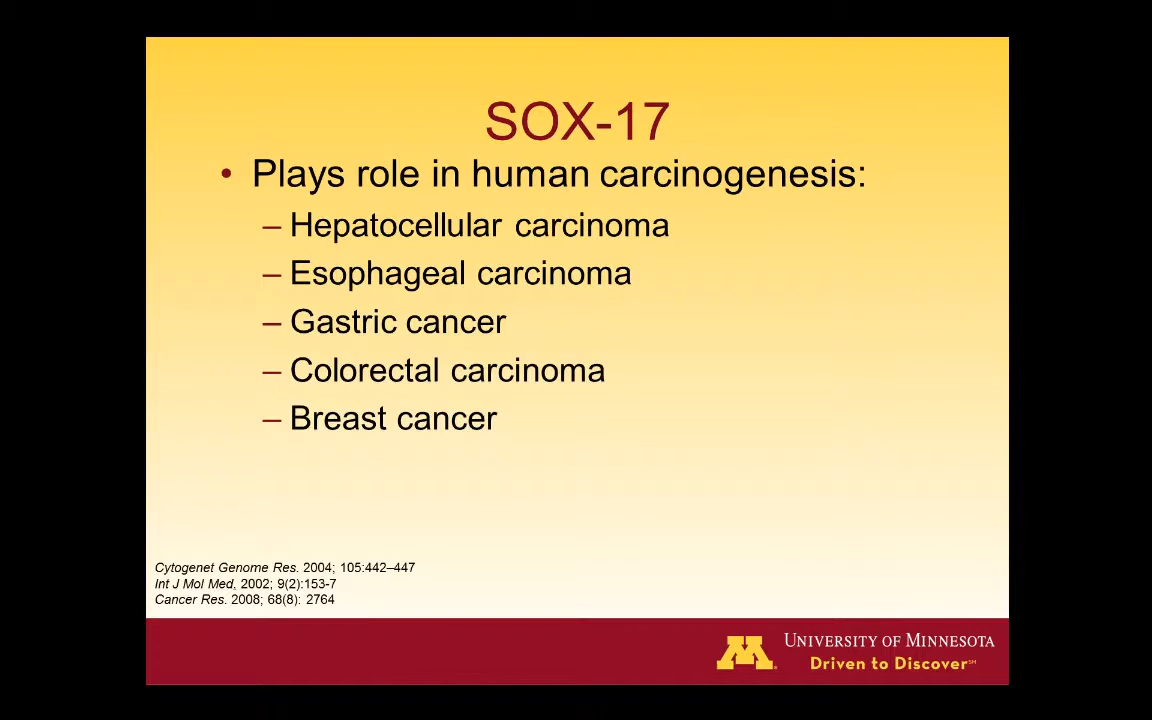 SOX-17
• Plays role in human carcinogenesis:
– Hepatocellular carcinoma
– Esophageal carcinoma
– Gastric cancer
– Colorectal carcinoma
– Breast cancer
Cytogenet Genome Res. 2004; 105:442–447
Int J Mol Med, 2002; 9(2):153-7
Cancer Res. 2008; 68(8): 2764
M
UNIVERSITY OF MINNESOTA
Driven to Discover℠